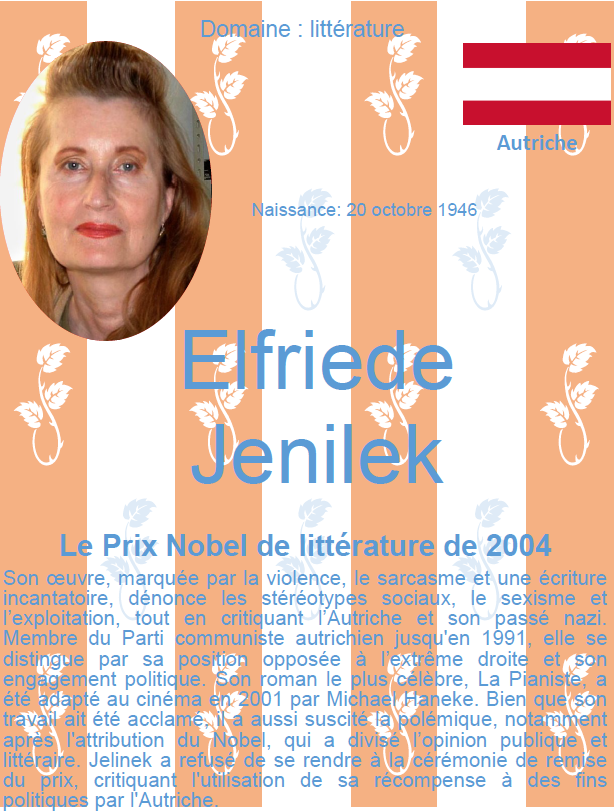 Domaine : littérature
Autriche
Naissance: 20 octobre 1946
Elfriede
Jenilek
Le Prix Nobel de littérature de 2004
Son œuvre, marquée par la violence, le sarcasme et une écriture
incantatoire, dénonce les stéréotypes sociaux, le sexisme et
l’exploitation, tout en critiquant l’Autriche et son passé nazi.
Membre du Parti communiste autrichien jusqu'en 1991, elle se
distingue par sa position opposée à l’extrême droite et son
engagement politique. Son roman le plus célèbre, La Pianiste, a
été adapté au cinéma en 2001 par Michael Haneke. Bien que son
travail ait été acclamé, il a aussi suscité la polémique, notamment
après l'attribution du Nobel, qui a divisé l’opinion publique et
littéraire. Jelinek a refusé de se rendre à la cérémonie de remise
du prix, critiquant l'utilisation de sa récompense à des fins
politiques par l'Autriche.